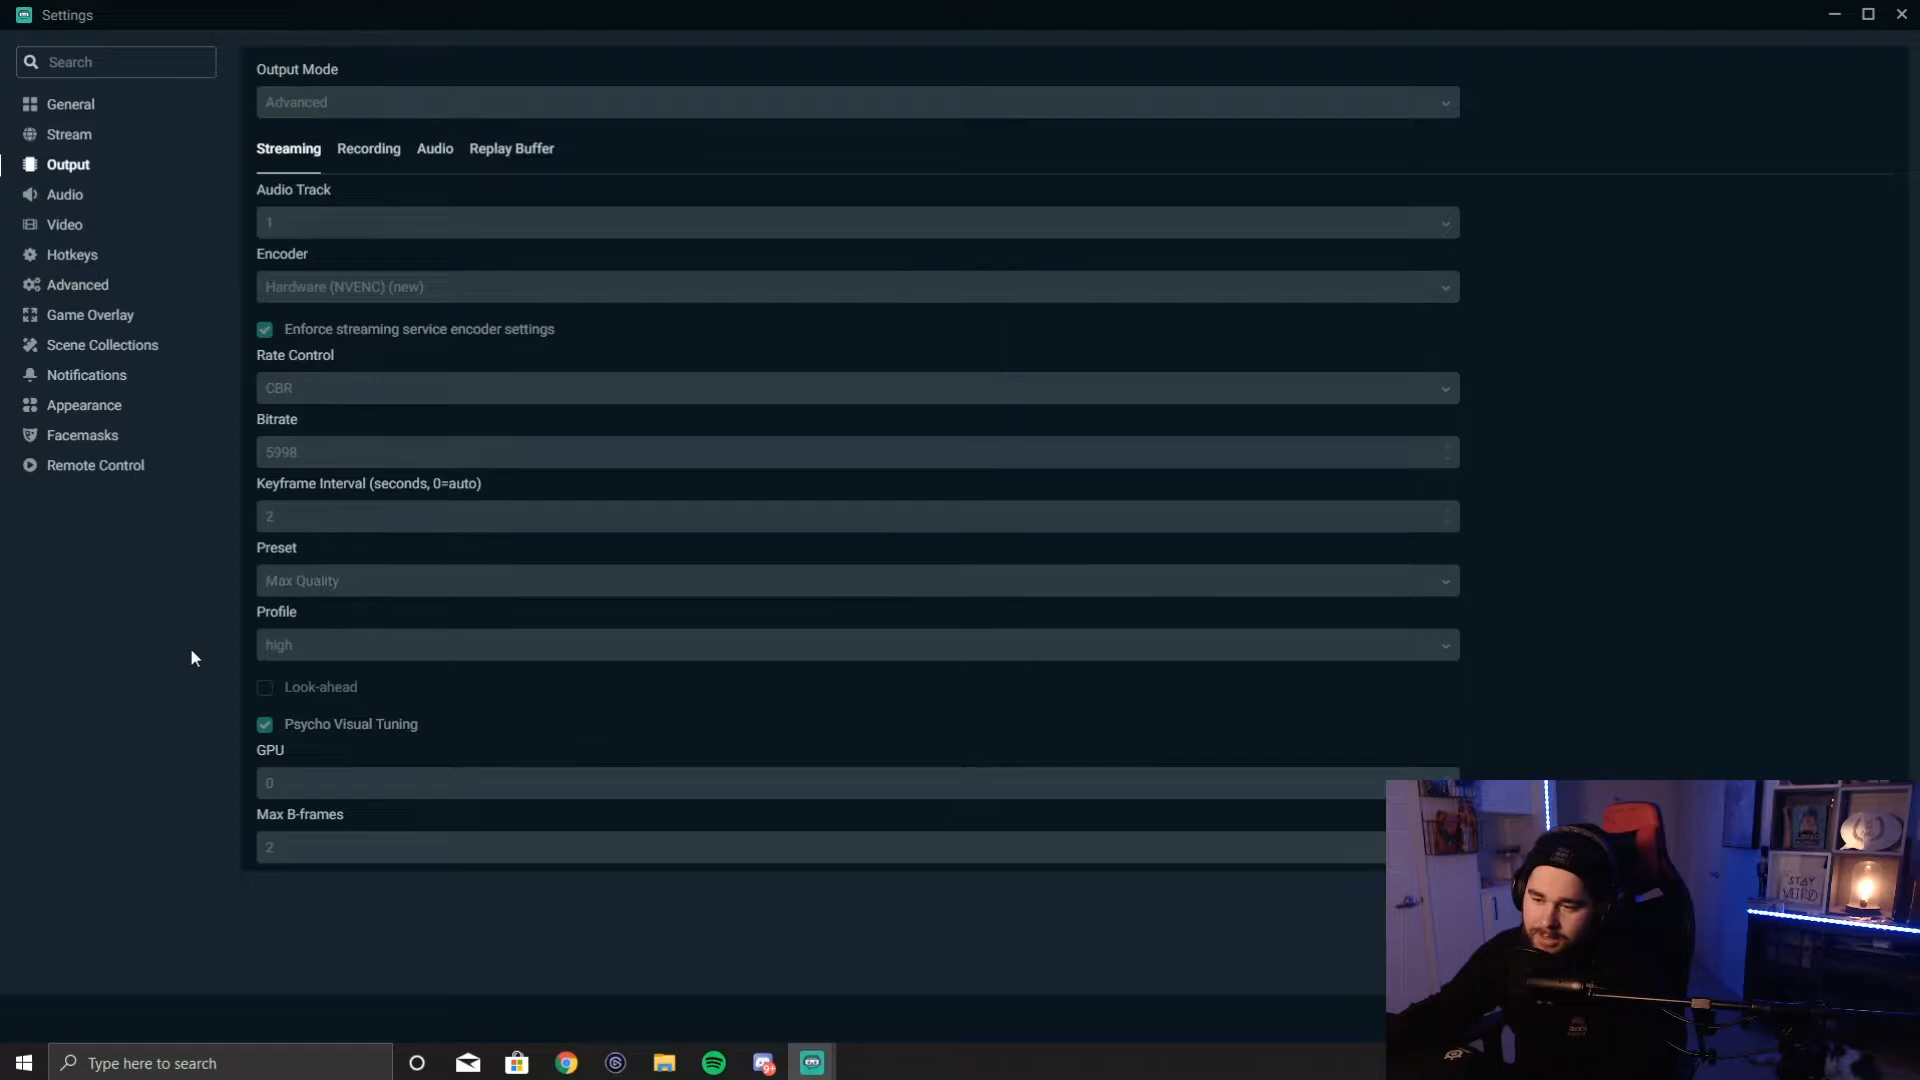 Settings
Search
General
Stream
Output
Audio
Video
Hotkeys
Advanced
Game Overlay
Scene Collections
Notifications
Appearance
Facemasks
Remote Control
Output Mode
Advanced
Streaming Recording Audio Replay Buffer
Audio Track
1
Encoder
Hardware (NVENC) (new)
Enforce streaming service encoder settings
Rate Control
CBR
Bitrate
5998
Keyframe Interval (seconds, 0=auto)
2
Preset
Max Quality
Profile
high
Look-ahead
Psycho Visual Tuning
GPU
0
Max B-frames
2
STAY
WEIRD
Type here to search
9+